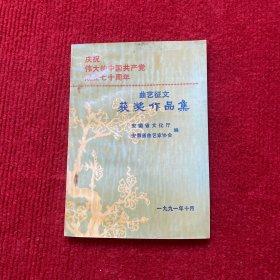 庆祝
伟大的中国共产党
成立七十周年
曲艺征文
获奖作品集
安徽省文化厅
安徽省曲艺家协会
编
一九九一年十月